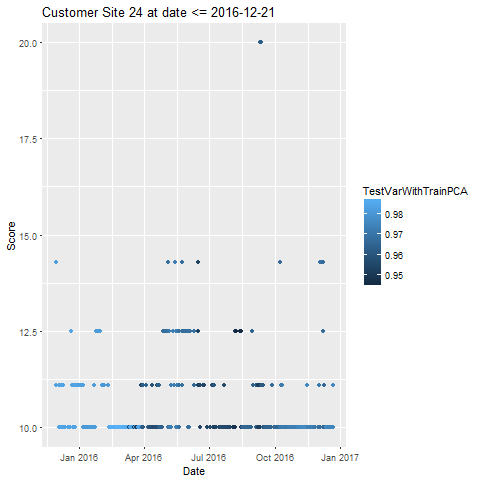 Customer Site 24 at date <= 2016-12-21
20.0
17.5
15.0
12.5
10.0
Score
Jan 2016
Apr 2016
Jul 2016
Oct 2016
Jan 2017
Date
TestVarWithTrainPCA
0.98
0.97
0.96
0.95